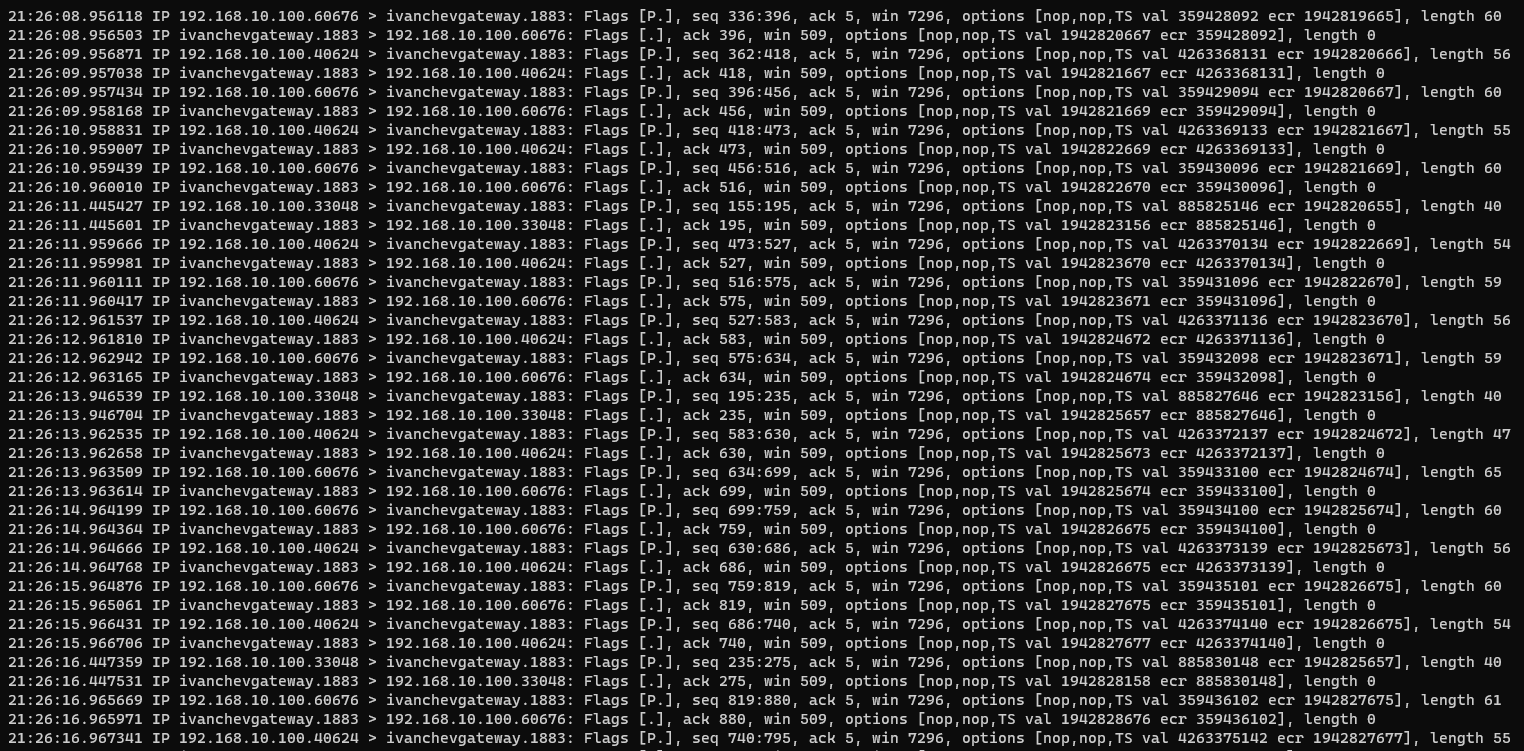 21:26:08.956118 IP 192.168.10.100.60676 > ivanchevgateway.1883: Flags [P.], seq 336:396, ack 5, win 7296, options [nop,nop,TS val 359428092 ecr 1942819665], length 60
21:26:08.956503 IP ivanchevgateway.1883 > 192.168.10.100.60676: Flags [.], ack 396, win 509, options [nop,nop,TS val 1942820667 ecr 359428092], length 0
21:26:09.956871 IP 192.168.10.100.40624 > ivanchevgateway.1883: Flags [P.], seq 362:418, ack 5, win 7296, options [nop,nop,TS val 4263368131 ecr 1942820666], length 56
21:26:09.957038 IP ivanchevgateway.1883 > 192.168.10.100.40624: Flags [.], ack 418, win 509, options [nop,nop,TS val 1942821667 ecr 4263368131], length 0
21:26:09.957434 IP 192.168.10.100.60676 > ivanchevgateway.1883: Flags [P.], seq 396:456, ack 5, win 7296, options [nop,nop,TS val 359429094 ecr 1942820667], length 60
21:26:09.958168 IP ivanchevgateway.1883 > 192.168.10.100.60676: Flags [.], ack 456, win 509, options [nop,nop,TS val 1942821669 ecr 359429094], length 0
21:26:10.958831 IP 192.168.10.100.40624 > ivanchevgateway.1883: Flags [P.], seq 418:473, ack 5, win 7296, options [nop,nop,TS val 4263369133 ecr 1942821667], length 55
21:26:10.959007 IP ivanchevgateway.1883 > 192.168.10.100.40624: Flags [.], ack 473, win 509, options [nop,nop,TS val 1942822669 ecr 4263369133], length 0
21:26:10.959439 IP 192.168.10.100.60676 > ivanchevgateway.1883: Flags [P.], seq 456:516, ack 5, win 7296, options [nop,nop,TS val 359430096 ecr 1942821669], length 60
21:26:10.960010 IP ivanchevgateway.1883 > 192.168.10.100.60676: Flags [.], ack 516, win 509, options [nop,nop,TS val 1942822670 ecr 359430096], length 0
21:26:11.445427 IP 192.168.10.100.33048 > ivanchevgateway.1883: Flags [P.], seq 155:195, ack 5, win 7296, options [nop,nop,TS val 885825146 ecr 1942820655], length 40
21:26:11.445601 IP ivanchevgateway.1883 > 192.168.10.100.33048: Flags [.], ack 195, win 509, options [nop,nop,TS val 1942823156 ecr 885825146], length 0
21:26:11.959666 IP 192.168.10.100.40624 > ivanchevgateway.1883: Flags [P.], seq 473:527, ack 5, win 7296, options [nop,nop,TS val 4263370134 ecr 1942822669], length 54
21:26:11.959981 IP ivanchevgateway.1883 > 192.168.10.100.40624: Flags [.], ack 527, win 509, options [nop,nop,TS val 1942823670 ecr 4263370134], length 0
21:26:11.960111 IP 192.168.10.100.60676 > ivanchevgateway.1883: Flags [P.], seq 516:575, ack 5, win 7296, options [nop,nop,TS val 359431096 ecr 1942822670], length 59
21:26:11.960417 IP ivanchevgateway.1883 > 192.168.10.100.60676: Flags [.], ack 575, win 509, options [nop,nop,TS val 1942823671 ecr 359431096], length 0
21:26:12.961537 IP 192.168.10.100.40624 > ivanchevgateway.1883: Flags [P.], seq 527:583, ack 5, win 7296, options [nop,nop,TS val 4263371136 ecr 1942823670], length 56
21:26:12.961810 IP ivanchevgateway.1883 > 192.168.10.100.40624: Flags [.], ack 583, win 509, options [nop,nop,TS val 1942824672 ecr 4263371136], length 0
21:26:12.962942 IP 192.168.10.100.60676 > ivanchevgateway.1883: Flags [P.], seq 575:634, ack 5, win 7296, options [nop,nop,TS val 359432098 ecr 1942823671], length 59
21:26:12.963165 IP ivanchevgateway.1883 > 192.168.10.100.60676: Flags [.], ack 634, win 509, options [nop,nop,TS val 1942824674 ecr 359432098], length 0
21:26:13.946539 IP 192.168.10.100.33048 > ivanchevgateway.1883: Flags [P.], seq 195:235, ack 5, win 7296, options [nop,nop,TS val 885827646 ecr 1942823156], length 40
21:26:13.946704 IP ivanchevgateway.1883 > 192.168.10.100.33048: Flags [.], ack 235, win 509, options [nop,nop,TS val 1942825657 ecr 885827646], length 0
21:26:13.962535 IP 192.168.10.100.40624 > ivanchevgateway.1883: Flags [P.], seq 583:630, ack 5, win 7296, options [nop,nop,TS val 4263372137 ecr 1942824672], length 47
21:26:13.962658 IP ivanchevgateway.1883 > 192.168.10.100.40624: Flags [.], ack 630, win 509, options [nop,nop,TS val 1942825673 ecr 4263372137], length 0
21:26:13.963509 IP 192.168.10.100.60676 > ivanchevgateway.1883: Flags [P.], seq 634:699, ack 5, win 7296, options [nop,nop,TS val 359433100 ecr 1942824674], length 65
21:26:13.963614 IP ivanchevgateway.1883 > 192.168.10.100.60676: Flags [.], ack 699, win 509, options [nop,nop,TS val 1942825674 ecr 359433100], length 0
21:26:14.964199 IP 192.168.10.100.60676 > ivanchevgateway.1883: Flags [P.], seq 699:759, ack 5, win 7296, options [nop,nop,TS val 359434100 ecr 1942825674], length 60
21:26:14.964364 IP ivanchevgateway.1883 > 192.168.10.100.60676: Flags [.], ack 759, win 509, options [nop,nop,TS val 1942826675 ecr 359434100], length 0
21:26:14.964666 IP 192.168.10.100.40624 > ivanchevgateway.1883: Flags [P.], seq 630:686, ack 5, win 7296, options [nop,nop,TS val 4263373139 ecr 1942825673], length 56
21:26:14.964768 IP ivanchevgateway.1883 > 192.168.10.100.40624: Flags [.], ack 686, win 509, options [nop,nop,TS val 1942826675 ecr 4263373139], length 0
21:26:15.964876 IP 192.168.10.100.60676 > ivanchevgateway.1883: Flags [P.], seq 759:819, ack 5, win 7296, options [nop,nop,TS val 359435101 ecr 1942826675], length 60
21:26:15.965061 IP ivanchevgateway.1883 > 192.168.10.100.60676: Flags [.], ack 819, win 509, options [nop,nop,TS val 1942827675 ecr 359435101], length 0
21:26:15.966431 IP 192.168.10.100.40624 > ivanchevgateway.1883: Flags [P.], seq 686:740, ack 5, win 7296, options [nop,nop,TS val 4263374140 ecr 1942826675], length 54
21:26:15.966706 IP ivanchevgateway.1883 > 192.168.10.100.40624: Flags [.], ack 740, win 509, options [nop,nop,TS val 1942827677 ecr 4263374140], length 0
21:26:16.447359 IP 192.168.10.100.33048 > ivanchevgateway.1883: Flags [P.], seq 235:275, ack 5, win 7296, options [nop,nop,TS val 885830148 ecr 1942825657], length 40
21:26:16.447531 IP ivanchevgateway.1883 > 192.168.10.100.33048: Flags [.], ack 275, win 509, options [nop,nop,TS val 1942828158 ecr 885830148], length 0
21:26:16.965669 IP 192.168.10.100.60676 > ivanchevgateway.1883: Flags [P.], seq 819:880, ack 5, win 7296, options [nop,nop,TS val 359436102 ecr 1942827675], length 61
21:26:16.965971 IP ivanchevgateway.1883 > 192.168.10.100.60676: Flags [.], ack 880, win 509, options [nop,nop,TS val 1942828676 ecr 359436102], length 0
21:26:16.967341 IP 192.168.10.100.40624 > ivanchevgateway.1883: Flags [P.], seq 740:795, ack 5, win 7296, options [nop,nop,TS val 4263375142 ecr 1942827677], length 55